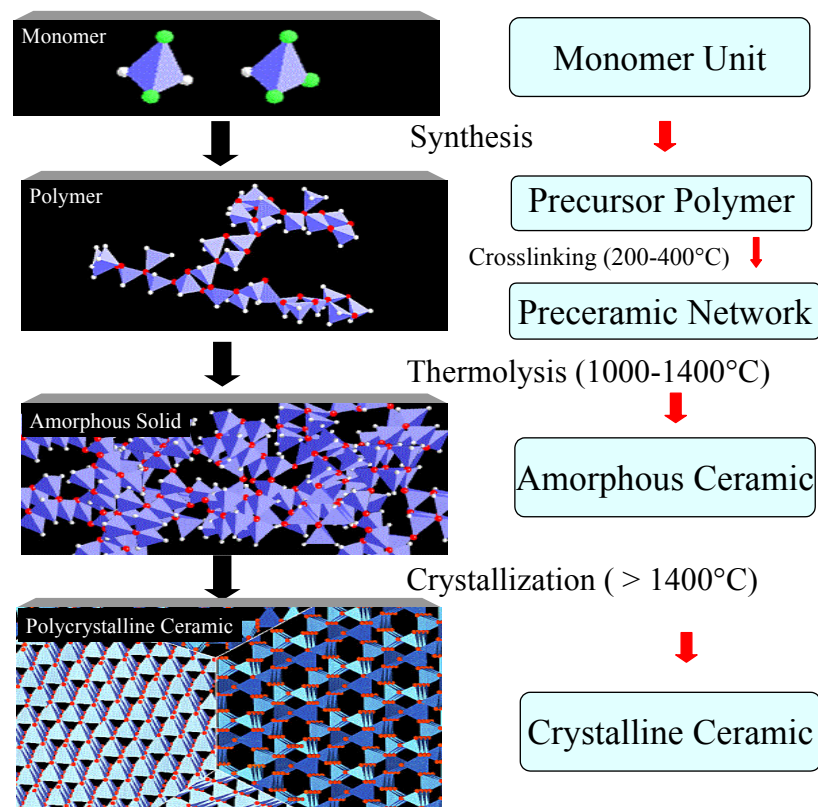 Monomer
Monomer Unit
Synthesis
Polymer
Precursor Polymer
Crosslinking (200-400°C)
Preceramic Network
Thermolysis (1000-1400°C)
Amorphous Solid
Amorphous Ceramic
Crystallization ( > 1400°C)
Polycrystalline Ceramic
Crystalline Ceramic